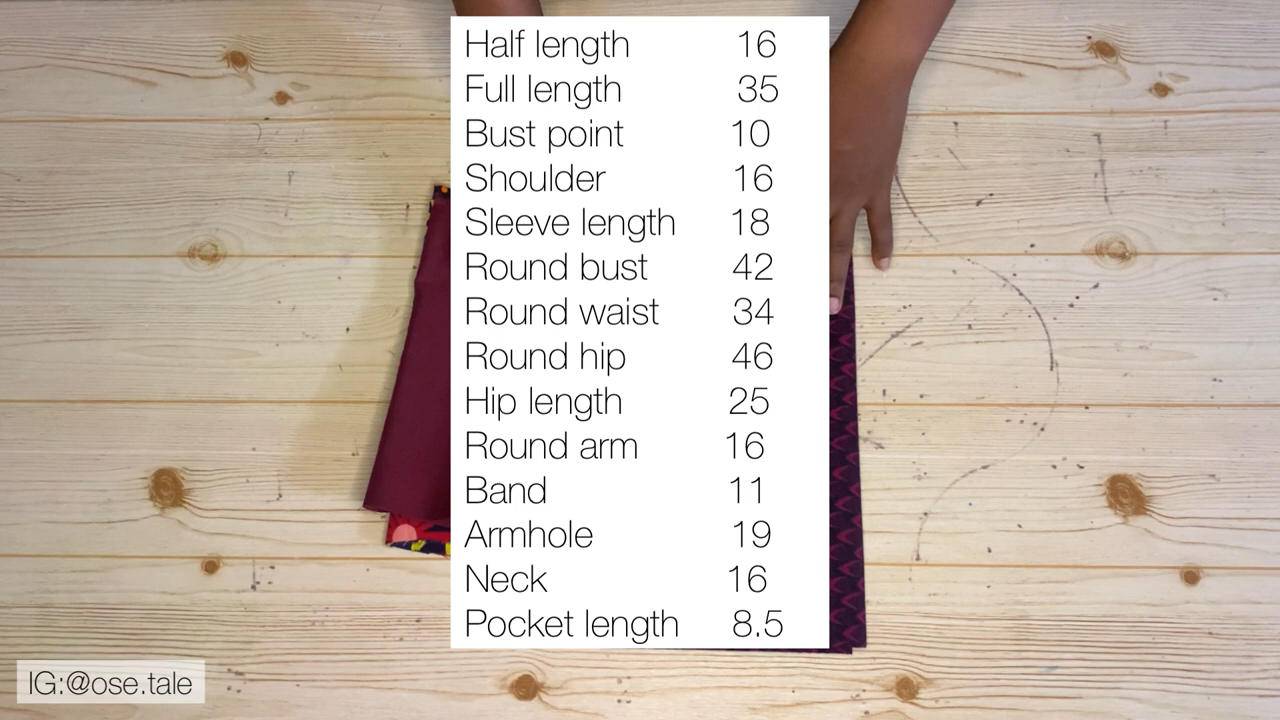 Half length 16
Full length 35
Bust point 10
Shoulder 16
Sleeve length 18
Round bust 42
Round waist 34
Round hip 46
Hip length 25
Round arm 16
Band 11
Armhole 19
Neck 16
Pocket length 8.5
IG:@ose.tale